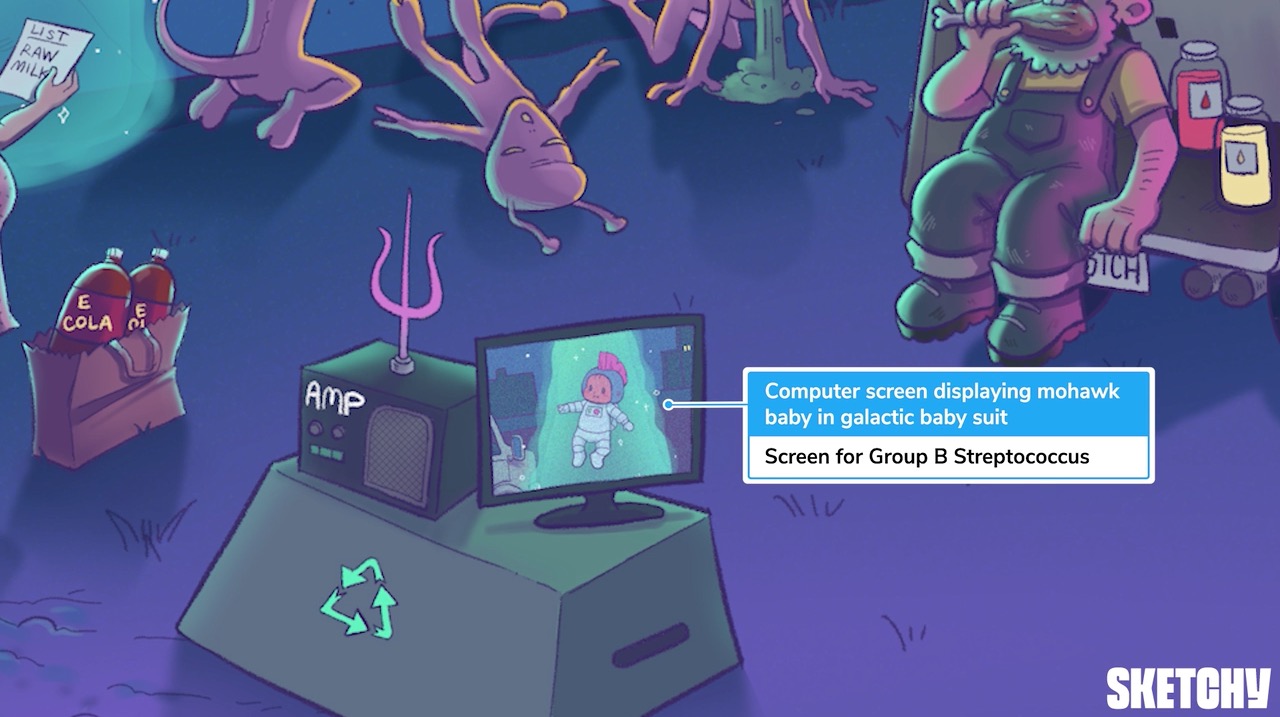 LIST
RAW
MILK
E
COLA
E
AMP
Computer screen displaying mohawk
baby in galactic baby suit
Screen for Group B Streptococcus
SKETCHY